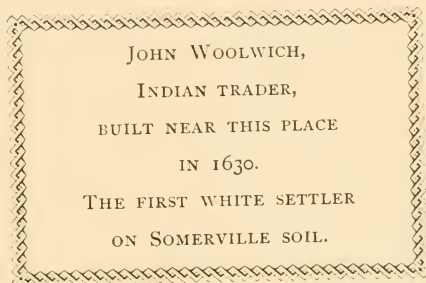 John Woolwich,
Indian trader,
built near this place
in 1630.
The first white settler
on Somerville soil.